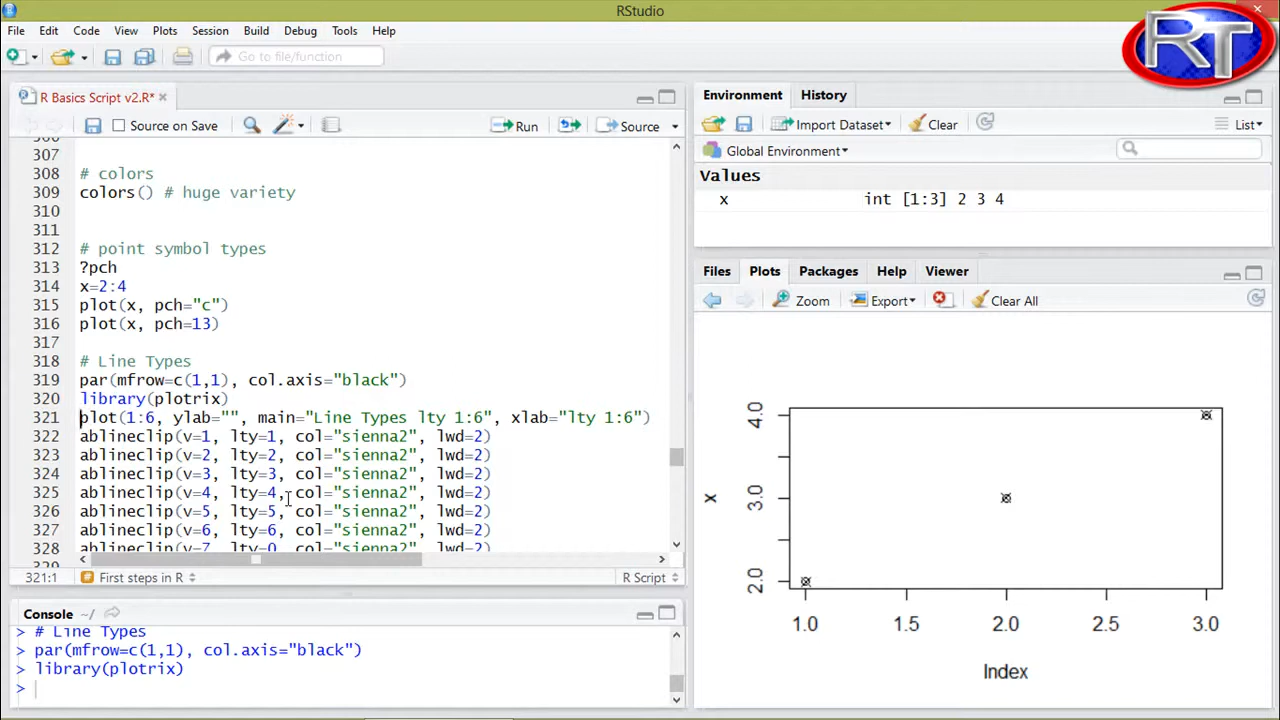 RStudio
RT
File Edit Code View Plots Session Build Debug Tools Help
Go to file/function
R Basics Script v2.R*
Source on Save Run Source
307
308 # colors
309 colors() # huge variety
310
311
312 # point symbol types
313 ?pch
314 x=2:4
315 plot(x, pch="c")
316 plot(x, pch=13)
317
318 # Line Types
319 par(mfrow=c(1,1), col.axis="black")
320 library(plotrix)
321 plot(1:6, ylab="", main="Line Types lty 1:6", xlab="lty 1:6")
322 ablineclip(v=1, lty=1, col="sienna2", lwd=2)
323 ablineclip(v=2, lty=2, col="sienna2", lwd=2)
324 ablineclip(v=3, lty=3, col="sienna2", lwd=2)
325 ablineclip(v=4, lty=4, col="sienna2", lwd=2)
326 ablineclip(v=5, lty=5, col="sienna2", lwd=2)
327 ablineclip(v=6, lty=6, col="sienna2", lwd=2)
328 ablineclip(v=7, lty=0, col="sienna2", lwd=2)
321:1 First steps in R R Script
Console ~/
> # Line Types
> par(mfrow=c(1,1), col.axis="black")
> library(plotrix)
>
Environment History
Import Dataset Clear List
Global Environment
Values
x int [1:3] 2 3 4
Files Plots Packages Help Viewer
Zoom Export Clear All
4.0
3.0
2.0
x
1.0 1.5 2.0 2.5 3.0
Index